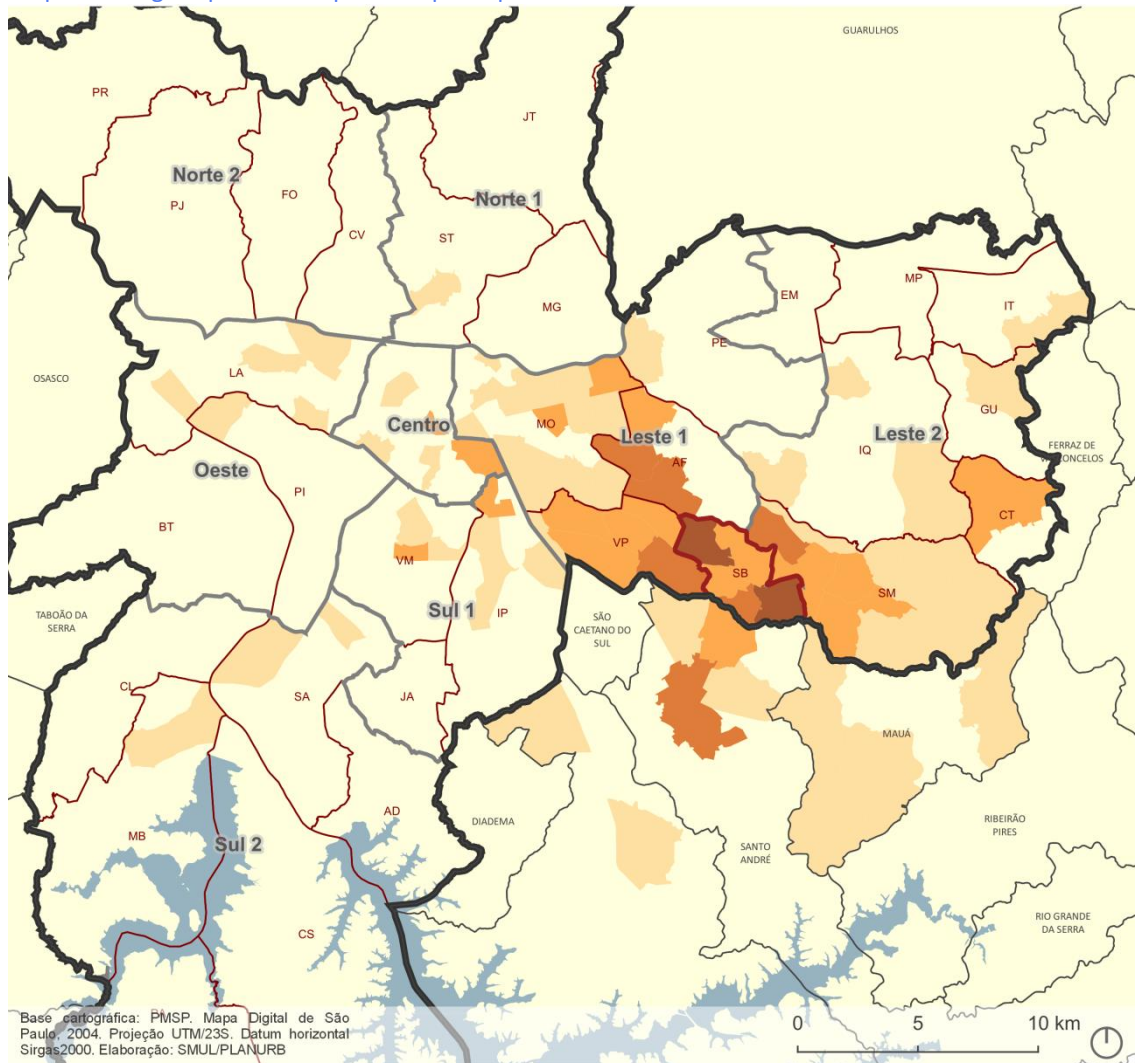 GUARULHOS
PR
JT
Norte 2
FO
Norte 1
PJ
CV
ST
MP
EM
IT
MG
PE
LA
OSASCO
GU
Centro
MO
Leste 1
Leste 2
IQ
FERRAZ DE
Oeste
AF
PI
CT
BT
VP
VM
SB
SM
TABOÃO DA
SERRA
Sul 1
IP
SÃO
CAETANO DO
SUL
CL
SA
JA
MAUÁ
AD
MB
DIADEMA
Sul 2
SANTO
ANDRÉ
RIBEIRÃO
PIRES
CS
RIO GRANDE
DA SERRA
Base cartográfica: PMSP. Mapa Digital de São
Paulo, 2004. Projeção UTM/23S. Datum horizontal
Sirgas2000. Elaboração: SMUL/PLANURB
0 5 10 km